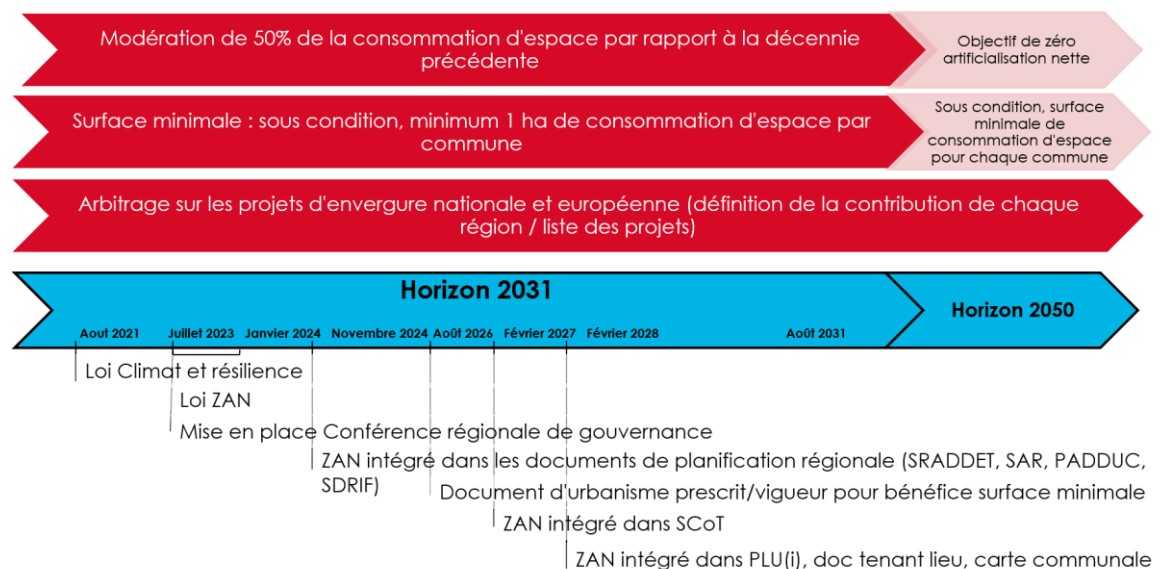 Modération de 50% de la consommation d'espace par rapport à la décennie
précédente
Objectif de zéro
artificialisation nette
Surface minimale : sous condition, minimum 1 ha de consommation d'espace par
commune
Sous condition, surface
minimale de
consommation d'espace
pour chaque commune
Arbitrage sur les projets d'envergure nationale et européenne (définition de la contribution de chaque
région / liste des projets)
Horizon 2031
Horizon 2050
Aout 2021 Juillet 2023 Janvier 2024 Novembre 2024 Août 2026 Février 2027 Février 2028 Août 2031
Loi Climat et résilience
Loi ZAN
Mise en place Conférence régionale de gouvernance
ZAN intégré dans les documents de planification régionale (SRADDET, SAR, PADDUC,
SDRIF)
Document d'urbanisme prescrit/vigueur pour bénéfice surface minimale
ZAN intégré dans SCoT
ZAN intégré dans PLU(i), doc tenant lieu, carte communale